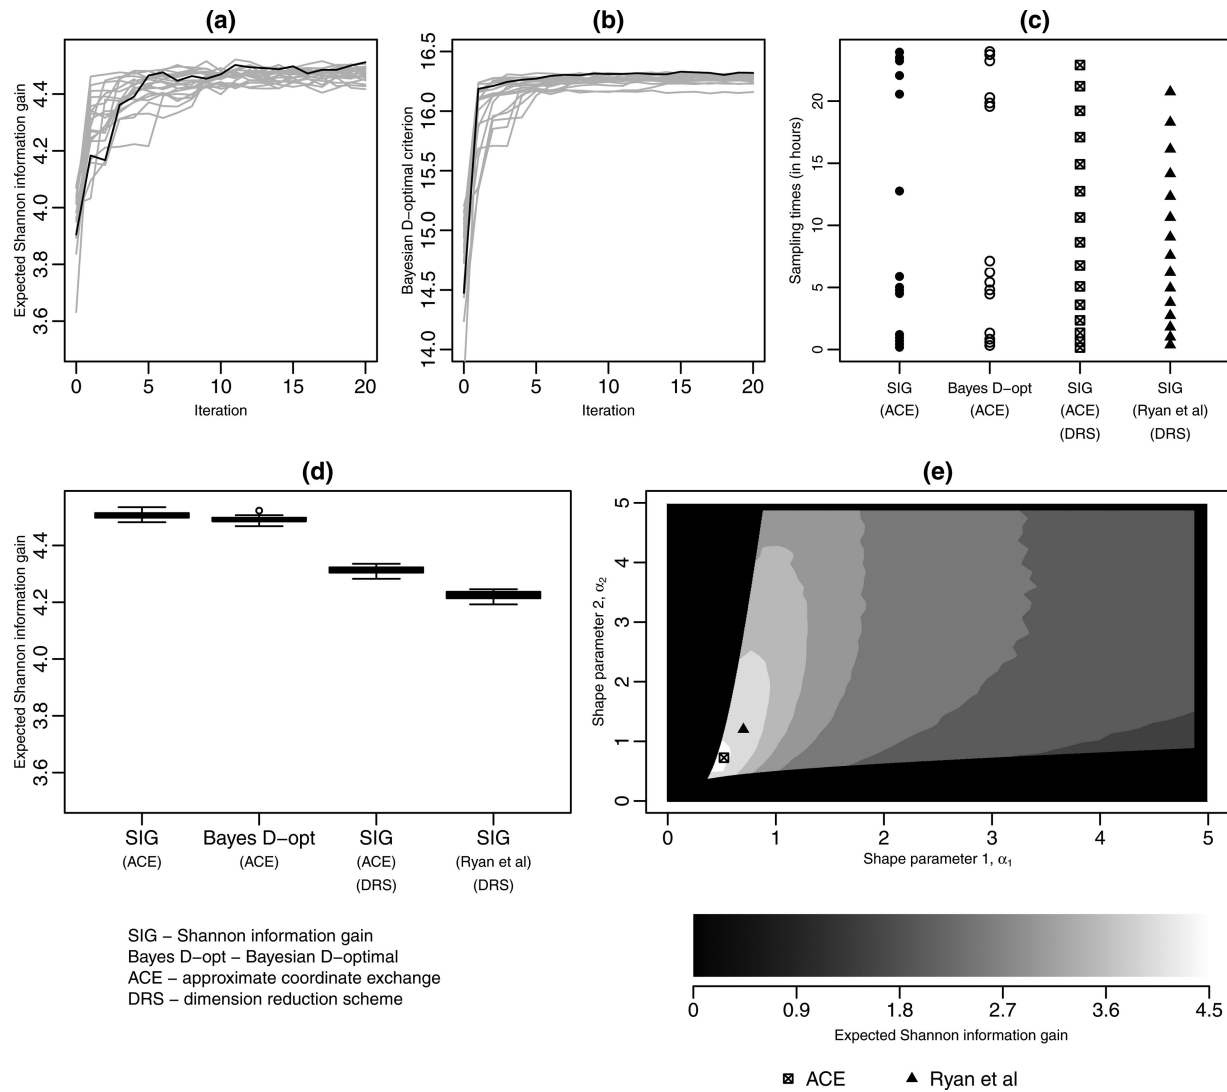 (a)
Expected Shannon information gain
3.6 3.8 4.0 4.2 4.4
0 5 10 15 20
Iteration
(b)
Bayesian D−optimal criterion
14.0 14.5 15.0 15.5 16.0 16.5
0 5 10 15 20
Iteration
(c)
Sampling times (in hours)
0 5 10 15 20
SIG Bayes D−opt SIG SIG
(ACE) (ACE) (ACE) (Ryan et al)
(DRS) (DRS)
(d)
Expected Shannon information gain
3.6 3.8 4.0 4.2 4.4
SIG Bayes D−opt SIG SIG
(ACE) (ACE) (ACE) (Ryan et al)
(DRS) (DRS)
SIG − Shannon information gain
Bayes D−opt − Bayesian D−optimal
ACE − approximate coordinate exchange
DRS − dimension reduction scheme
(e)
Shape parameter 2, α₂
0 1 2 3 4 5
0 1 2 3 4 5
Shape parameter 1, α₁
0 0.9 1.8 2.7 3.6 4.5
Expected Shannon information gain
ACE Ryan et al